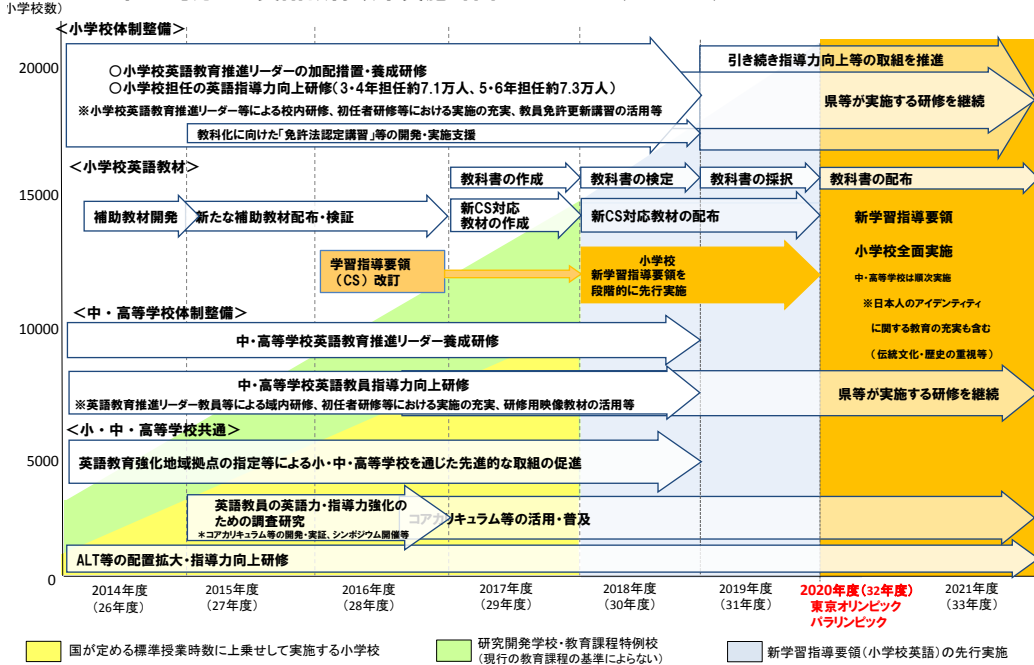 小学校数)
<小学校体制整備>
20000
○小学校英語教育推進リーダーの加配措置・養成研修
○小学校担任の英語指導力向上研修(3・4年担任約7.1万人、5・6年担任約7.3万人)
※小学校英語教育推進リーダー等による校内研修、初任者研修等における実施の充実、教員免許更新講習の活用等
教科化に向けた「免許法認定講習」等の開発・実施支援
引き続き指導力向上等の取組を推進
県等が実施する研修を継続
<小学校英語教材>
15000
教科書の作成
教科書の検定
教科書の採択
教科書の配布
補助教材開発
新たな補助教材配布・検証
新CS対応
教材の作成
新CS対応教材の配布
新学習指導要領
小学校全面実施
中・高等学校は順次実施
※日本人のアイデンティティ
に関する教育の充実も含む
(伝統文化・歴史の重視等)
学習指導要領
(CS)改訂
小学校
新学習指導要領を
段階的に先行実施
<中・高等学校体制整備>
10000
中・高等学校英語教育推進リーダー養成研修
中・高等学校英語教員指導力向上研修
※英語教育推進リーダー教員等による域内研修、初任者研修等における実施の充実、研修用映像教材の活用等
県等が実施する研修を継続
<小・中・高等学校共通>
5000
英語教育強化地域拠点の指定等による小・中・高等学校を通じた先進的な取組の促進
英語教員の英語力・指導力強化の
ための調査研究
*コアカリキュラム等の開発・実証、シンポジウム開催等
コアカリキュラム等の活用・普及
ALT等の配置拡大・指導力向上研修
0
2014年度
(26年度)
2015年度
(27年度)
2016年度
(28年度)
2017年度
(29年度)
2018年度
(30年度)
2019年度
(31年度)
2020年度(32年度)
東京オリンピック
パラリンピック
2021年度
(33年度)
国が定める標準授業時数に上乗せして実施する小学校
研究開発学校・教育課程特例校
(現行の教育課程の基準によらない)
新学習指導要領(小学校英語)の先行実施